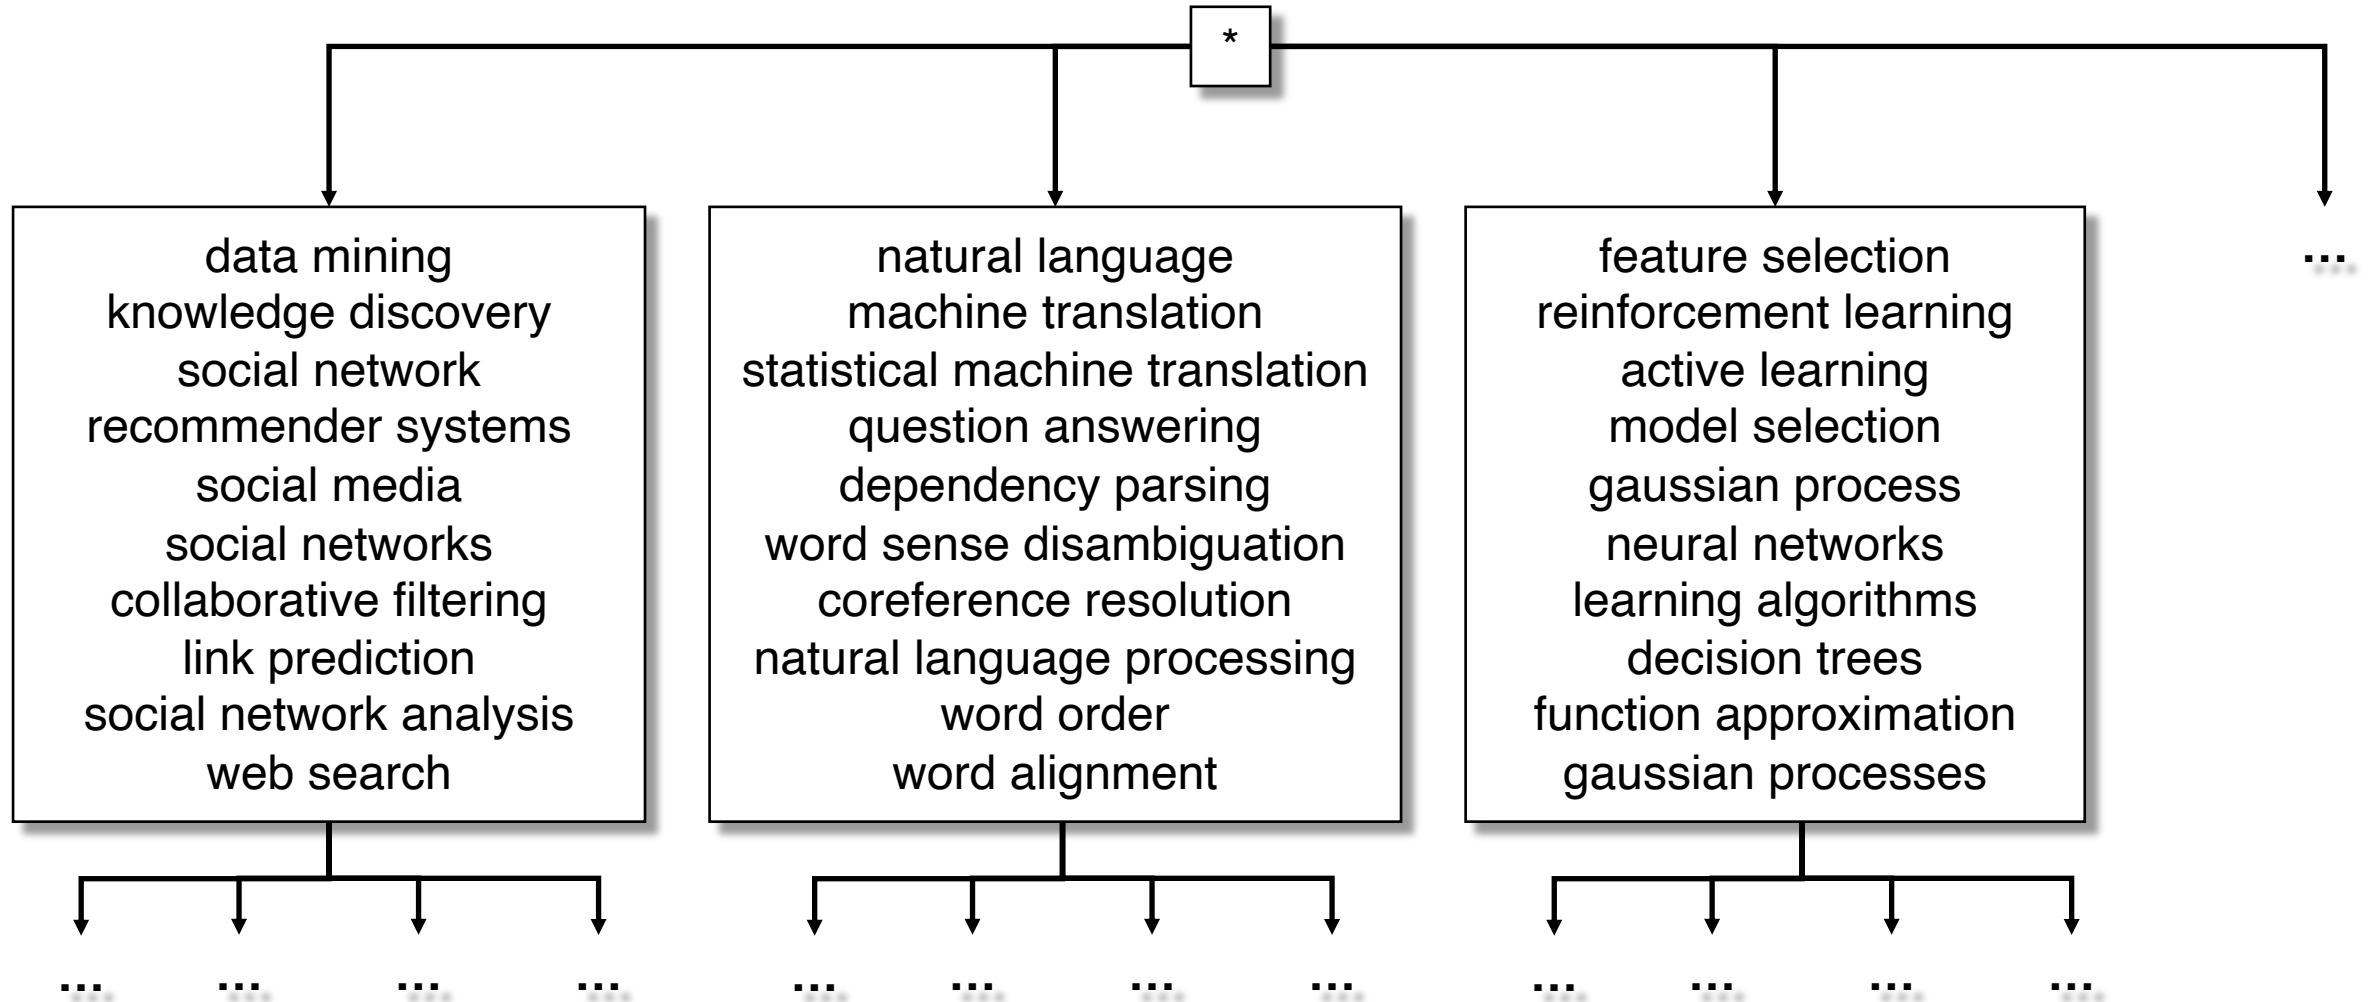 *
data mining
knowledge discovery
social network
recommender systems
social media
social networks
collaborative filtering
link prediction
social network analysis
web search
natural language
machine translation
statistical machine translation
question answering
dependency parsing
word sense disambiguation
coreference resolution
natural language processing
word order
word alignment
feature selection
reinforcement learning
active learning
model selection
gaussian process
neural networks
learning algorithms
decision trees
function approximation
gaussian processes
...
... ... ... ... ... ... ... ... ... ... ... ...